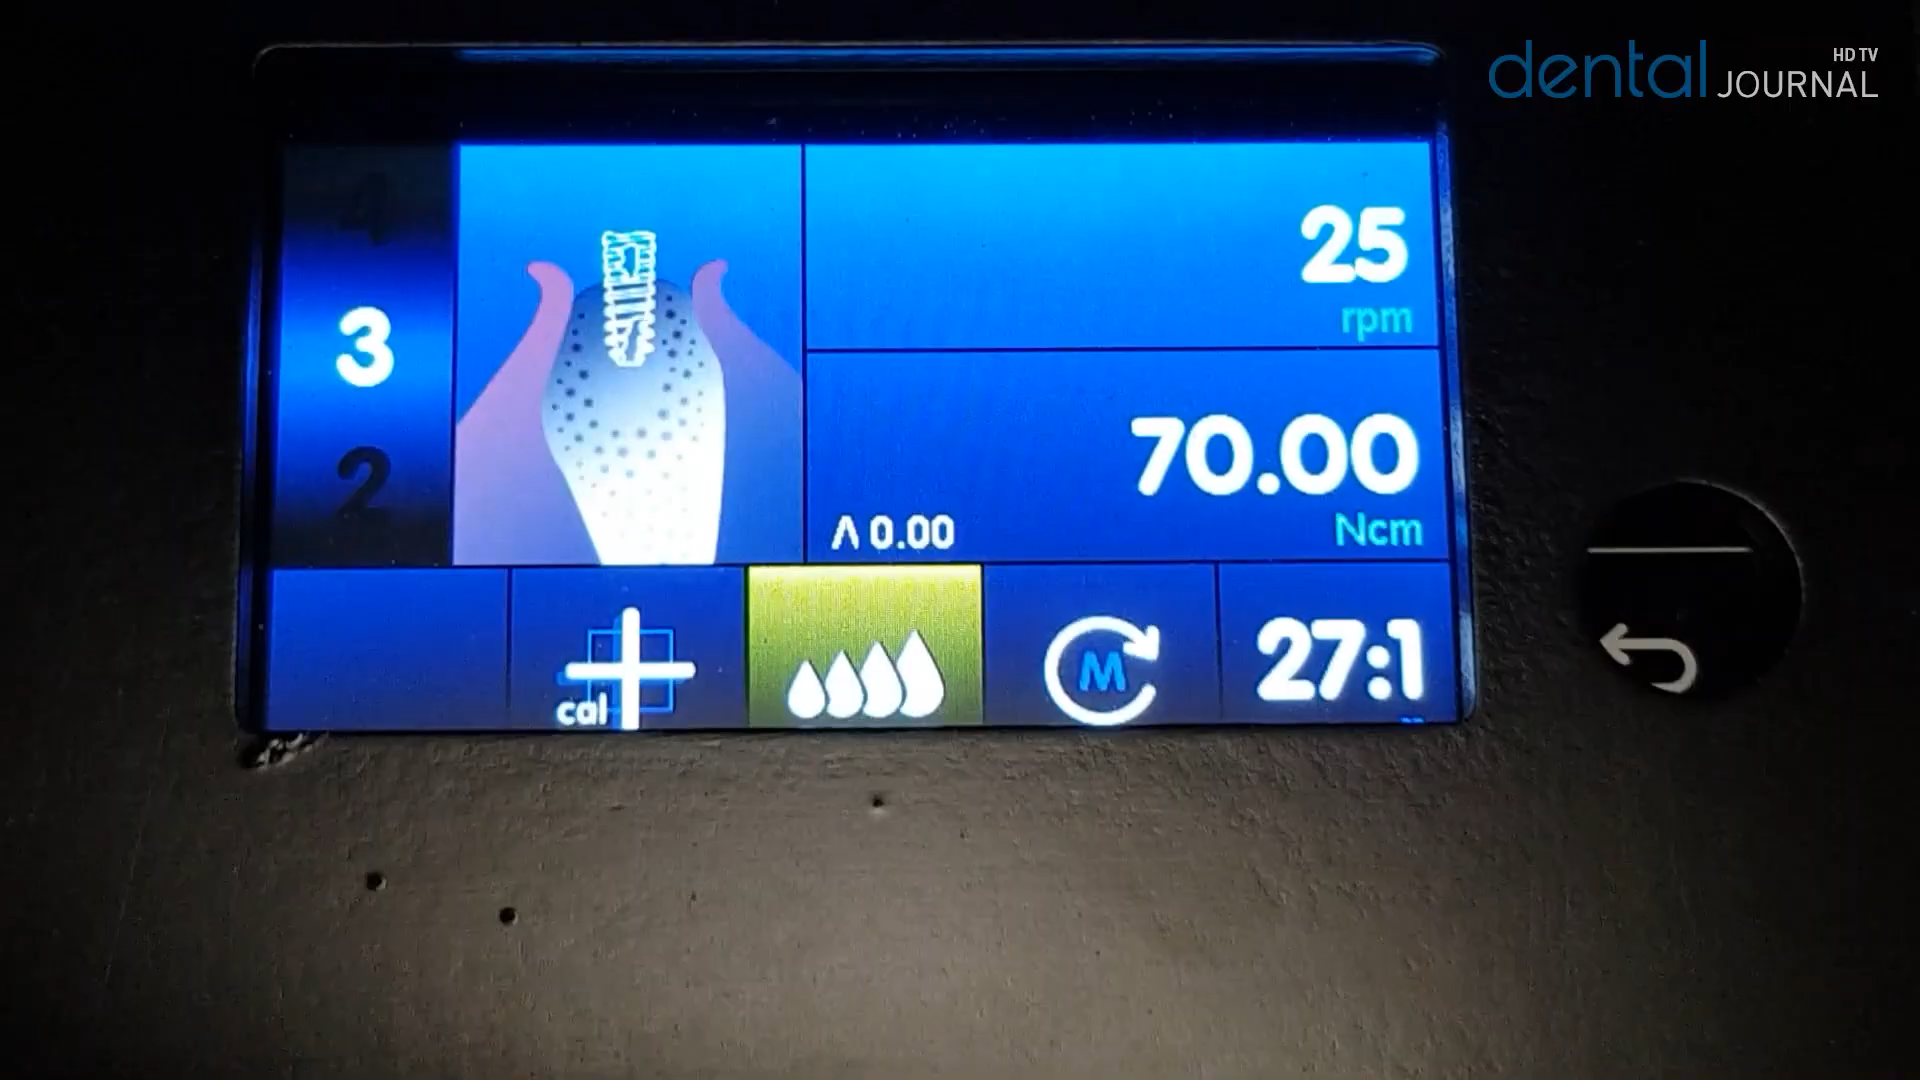 dental JOURNAL HD TV
4
3
2
25
rpm
70.00
Ncm
Λ 0.00
cal
M
27:1